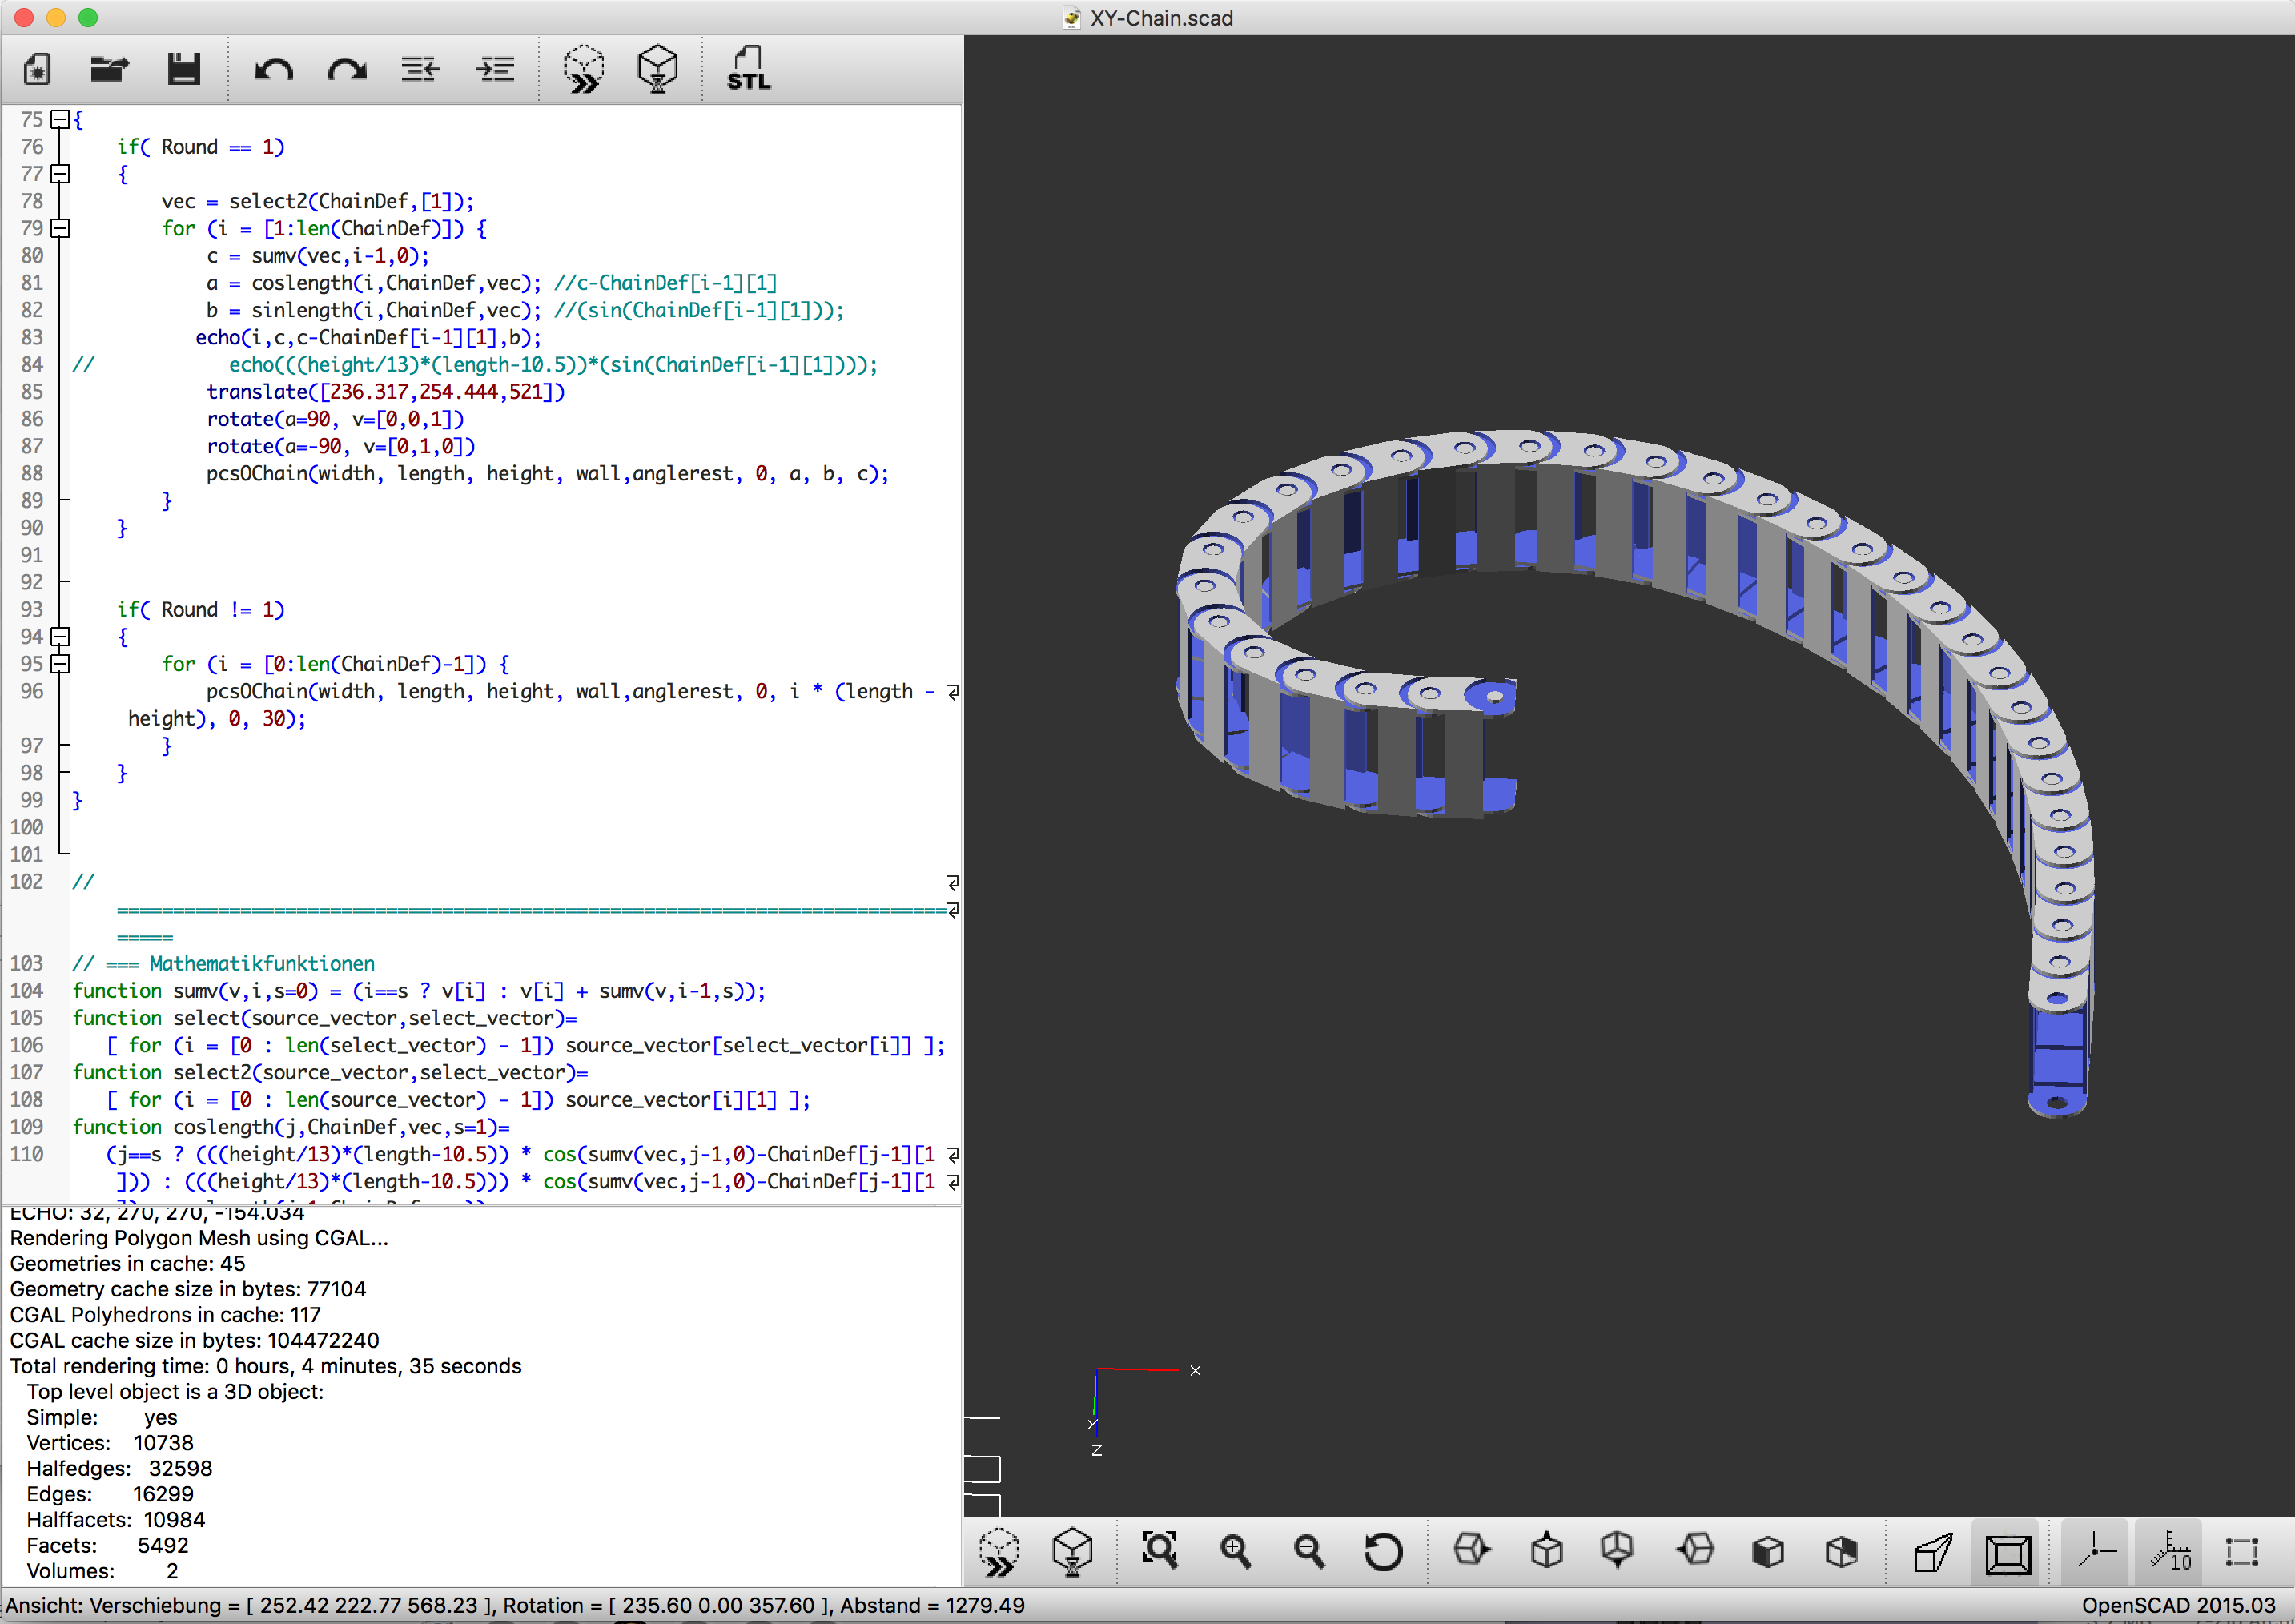 XY-Chain.scad
STL
75 {
76 if( Round == 1)
77 {
78 vec = select2(ChainDef,[1]);
79 for (i = [1:len(ChainDef)]) {
80 c = sumv(vec,i-1,0);
81 a = coslength(i,ChainDef,vec); //c-ChainDef[i-1][1]
82 b = sinlength(i,ChainDef,vec); //(sin(ChainDef[i-1][1]));
83 echo(i,c,c-ChainDef[i-1][1],b);
84 // echo(((height/13)*(length-10.5))*(sin(ChainDef[i-1][1])));
85 translate([236.317,254.444,521])
86 rotate(a=90, v=[0,0,1])
87 rotate(a=-90, v=[0,1,0])
88 pcsOChain(width, length, height, wall,anglerest, 0, a, b, c);
89 }
90 }
91
92
93 if( Round != 1)
94 {
95 for (i = [0:len(ChainDef)-1]) {
96 pcsOChain(width, length, height, wall,anglerest, 0, i * (length -
height), 0, 30);
97 }
98 }
99 }
100
101
102 //
==========================================================================
=====
103 // === Mathematikfunktionen
104 function sumv(v,i,s=0) = (i==s ? v[i] : v[i] + sumv(v,i-1,s));
105 function select(source_vector,select_vector)=
106 [ for (i = [0 : len(select_vector) - 1]) source_vector[select_vector[i]] ];
107 function select2(source_vector,select_vector)=
108 [ for (i = [0 : len(source_vector) - 1]) source_vector[i][1] ];
109 function coslength(j,ChainDef,vec,s=1)=
110 (j==s ? (((height/13)*(length-10.5)) * cos(sumv(vec,j-1,0)-ChainDef[j-1][1
])) : (((height/13)*(length-10.5))) * cos(sumv(vec,j-1,0)-ChainDef[j-1][1
ECHO: 32, 270, 270, -154.034
Rendering Polygon Mesh using CGAL...
Geometries in cache: 45
Geometry cache size in bytes: 77104
CGAL Polyhedrons in cache: 117
CGAL cache size in bytes: 104472240
Total rendering time: 0 hours, 4 minutes, 35 seconds
Top level object is a 3D object:
Simple: yes
Vertices: 10738
Halfedges: 32598
Edges: 16299
Halffacets: 10984
Facets: 5492
Volumes: 2
X
Y
Z
10
Ansicht: Verschiebung = [ 252.42 222.77 568.23 ], Rotation = [ 235.60 0.00 357.60 ], Abstand = 1279.49
OpenSCAD 2015.03